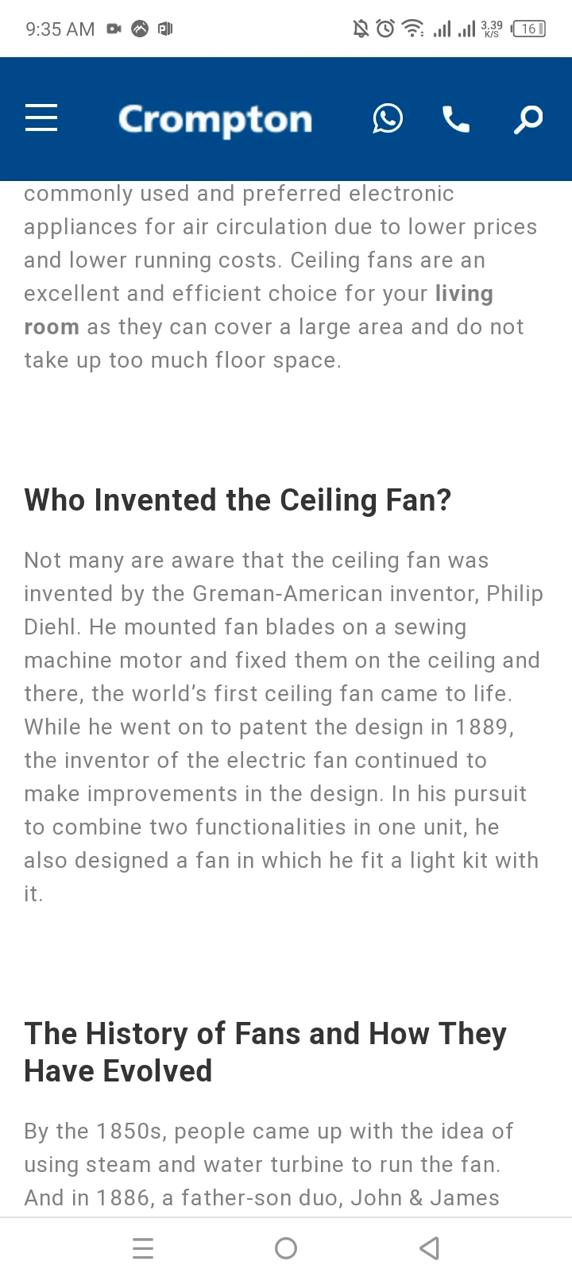 9:35 AM
3.39
K/S
16
Crompton
commonly used and preferred electronic
appliances for air circulation due to lower prices
and lower running costs. Ceiling fans are an
excellent and efficient choice for your living
room as they can cover a large area and do not
take up too much floor space.
Who Invented the Ceiling Fan?
Not many are aware that the ceiling fan was
invented by the Greman-American inventor, Philip
Diehl. He mounted fan blades on a sewing
machine motor and fixed them on the ceiling and
there, the world’s first ceiling fan came to life.
While he went on to patent the design in 1889,
the inventor of the electric fan continued to
make improvements in the design. In his pursuit
to combine two functionalities in one unit, he
also designed a fan in which he fit a light kit with
it.
The History of Fans and How They
Have Evolved
By the 1850s, people came up with the idea of
using steam and water turbine to run the fan.
And in 1886, a father-son duo, John & James